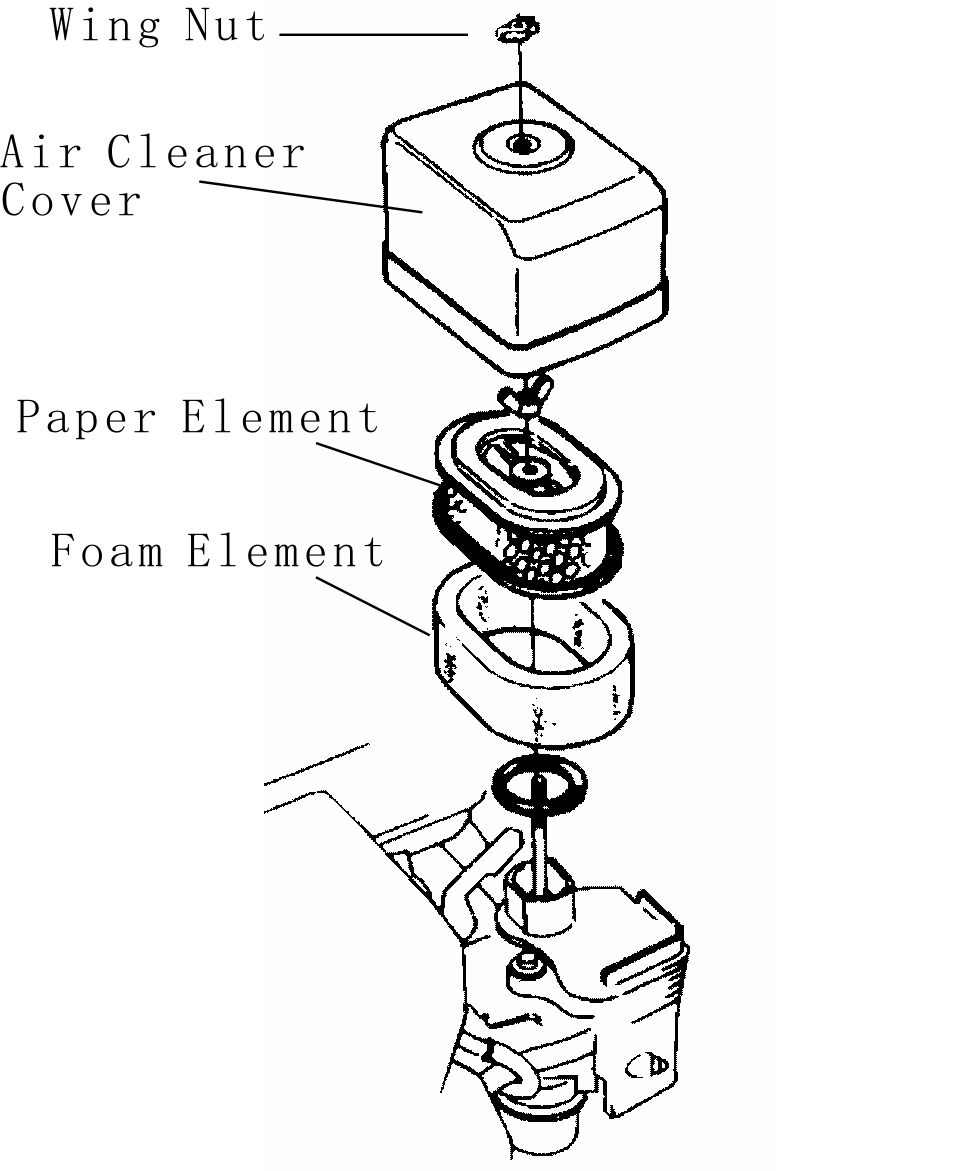 Wing Nut
Air Cleaner
Cover
Paper Element
Foam Element